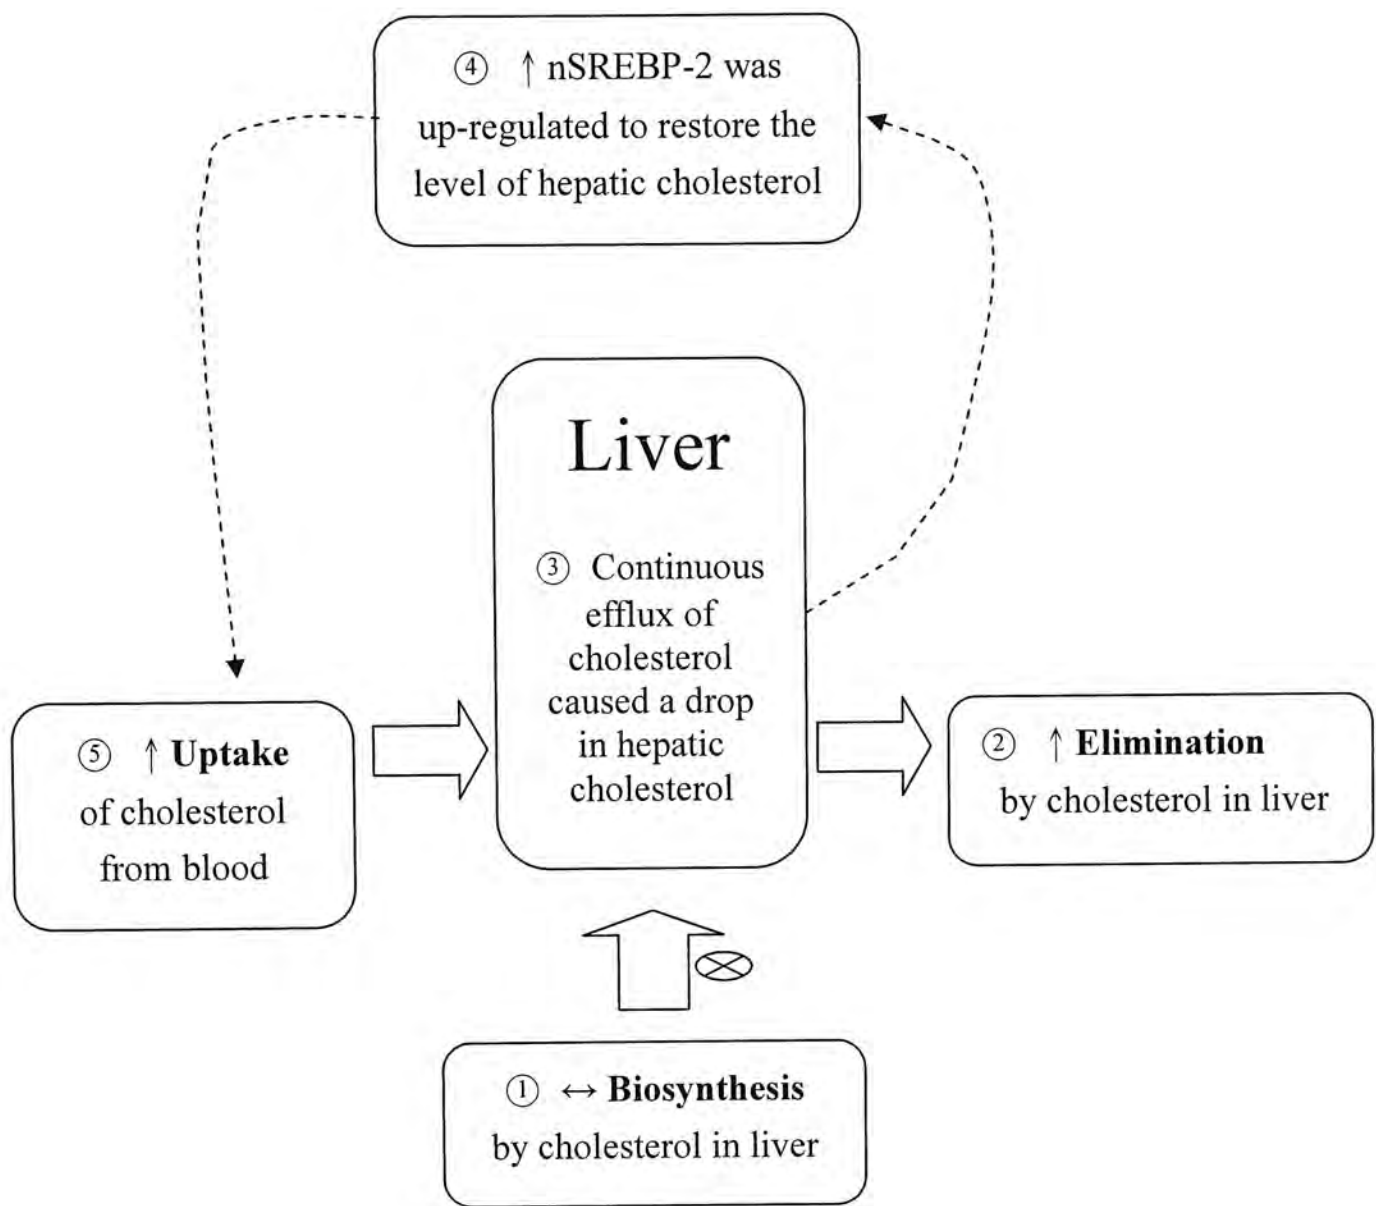 ④ ↑ nSREBP-2 was
up-regulated to restore the
level of hepatic cholesterol
Liver
③ Continuous
efflux of
cholesterol
caused a drop
in hepatic
cholesterol
⑤ ↑ Uptake
of cholesterol
from blood
② ↑ Elimination
by cholesterol in liver
① ↔ Biosynthesis
by cholesterol in liver